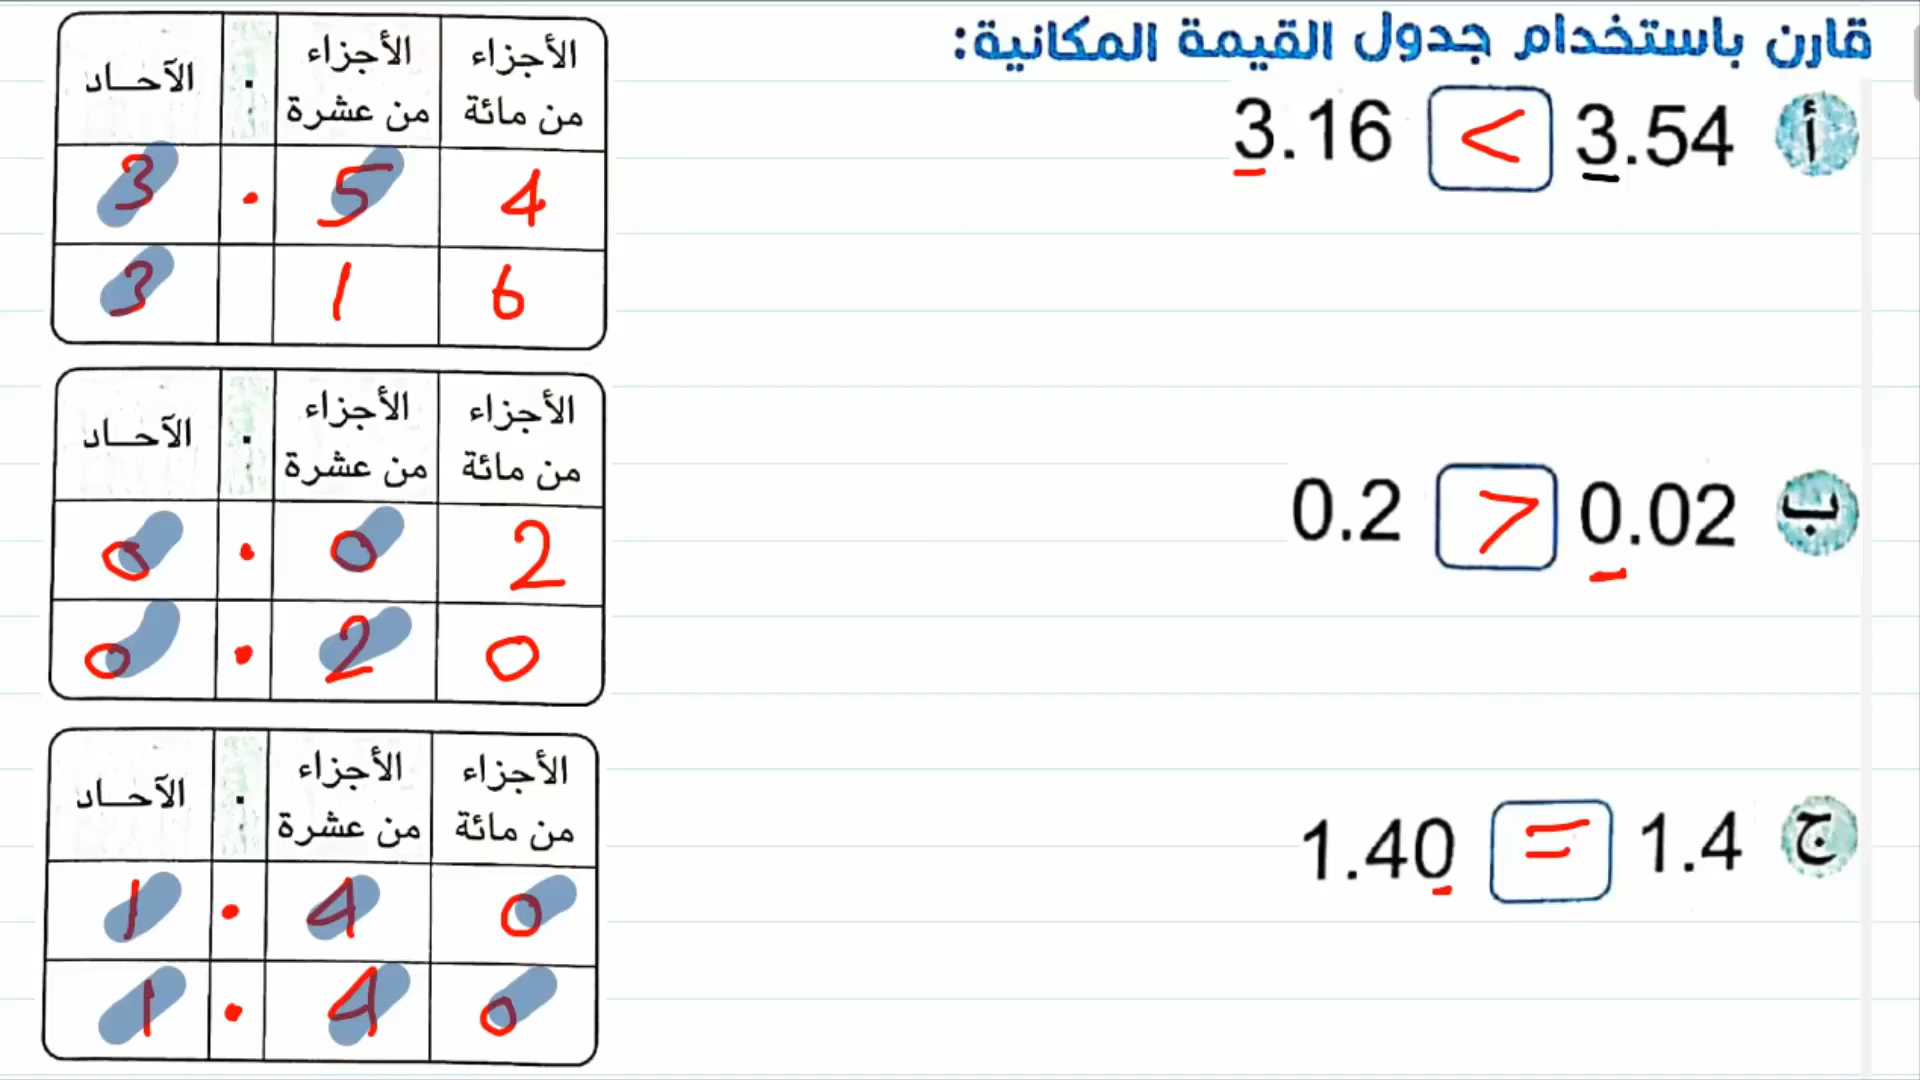 قارن باستخدام جدول القيمة المكانية:
أ 3.16 < 3.54
ب 0.2 > 0.02
ج 1.40 = 1.4
الآحاد . الأجزاء من عشرة الأجزاء من مائة
3 . 5 4
3 1 6
الآحاد . الأجزاء من عشرة الأجزاء من مائة
0 . 0 2
0 . 2 0
الآحاد . الأجزاء من عشرة الأجزاء من مائة
1 . 4 0
1 . 4 0